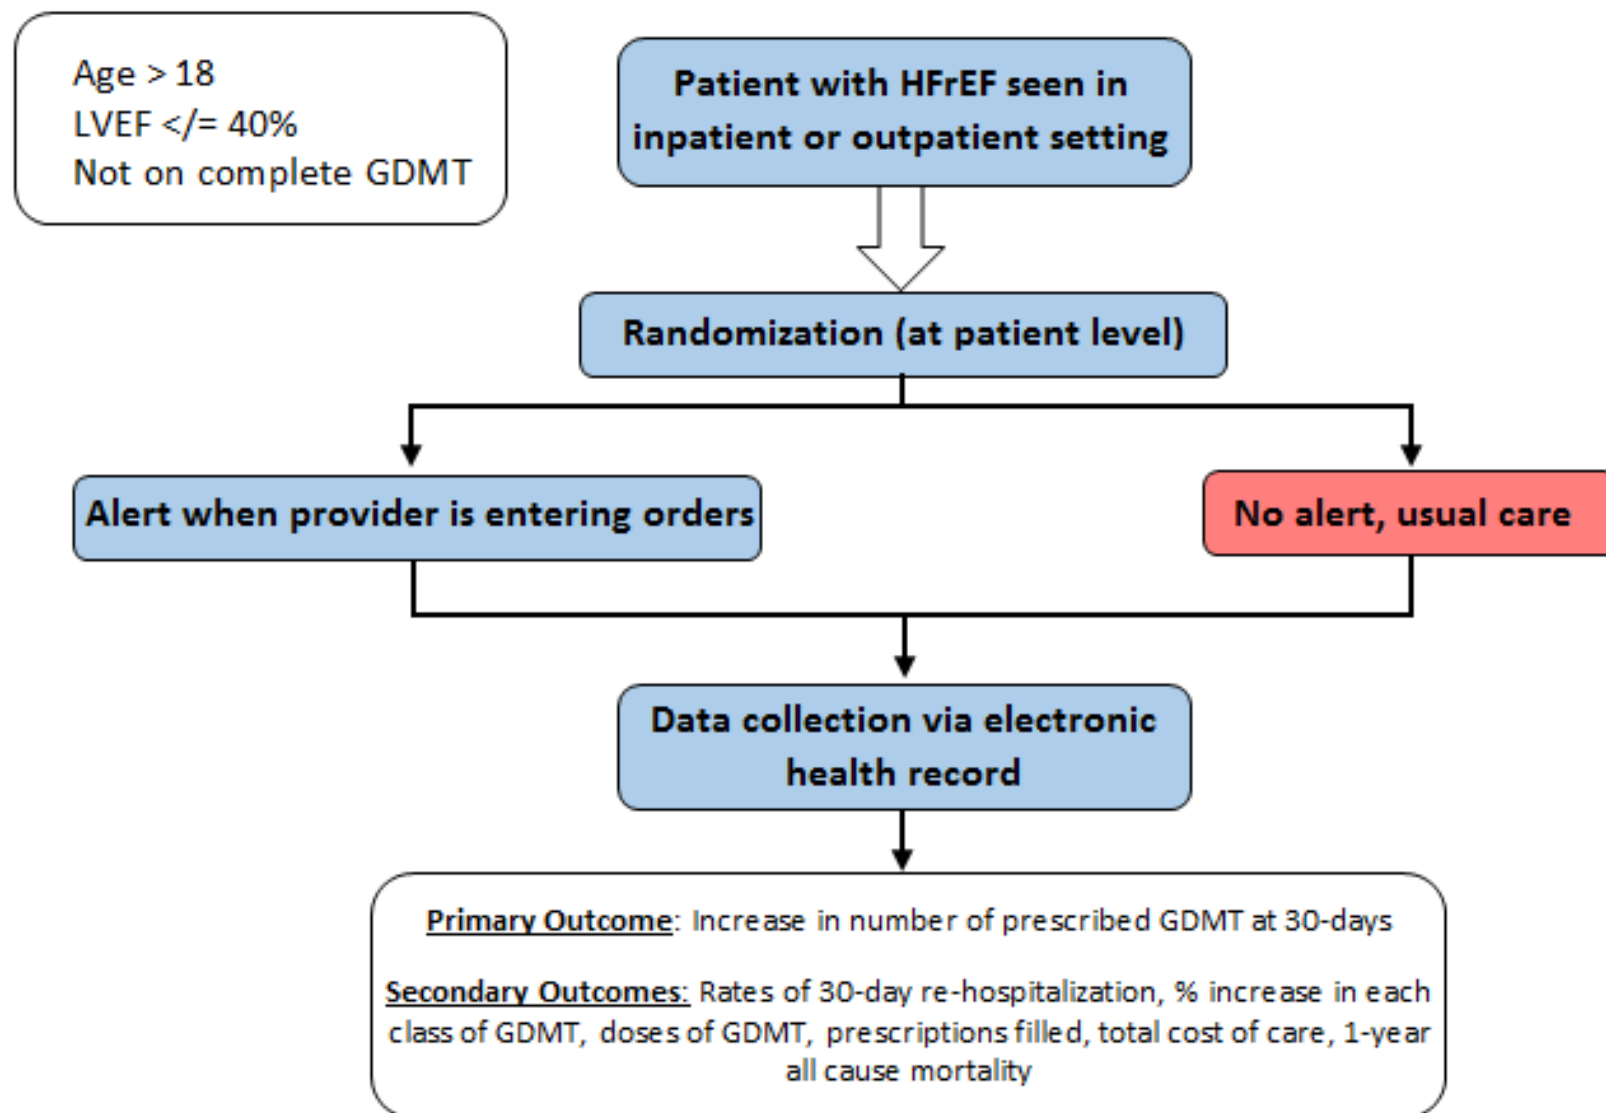 Age > 18
LVEF </= 40%
Not on complete GDMT
Patient with HFrEF seen in
inpatient or outpatient setting
Randomization (at patient level)
Alert when provider is entering orders
No alert, usual care
Data collection via electronic
health record
Primary Outcome: Increase in number of prescribed GDMT at 30-days
Secondary Outcomes: Rates of 30-day re-hospitalization, % increase in each
class of GDMT, doses of GDMT, prescriptions filled, total cost of care, 1-year
all cause mortality